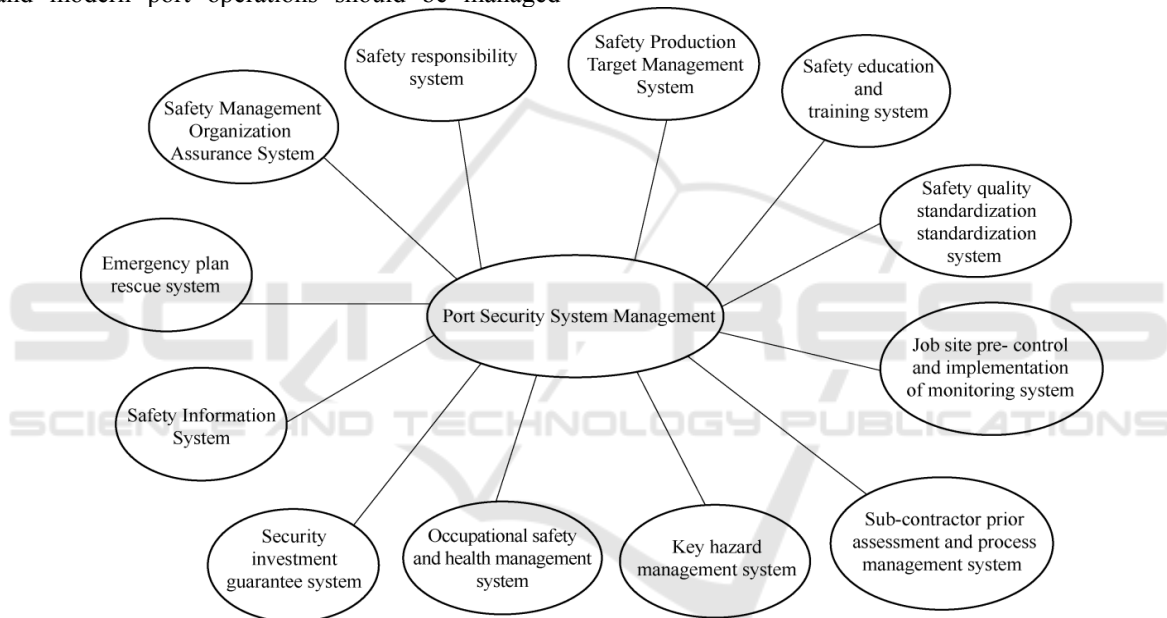 and modern port operations should be managed
Safety responsibility
system
Safety Production
Target Management
System
Safety education
and
training system
Safety Management
Organization
Assurance System
Safety quality
standardization
standardization
system
Emergency plan
rescue system
Port Security System Management
Job site pre- control
and implementation
of monitoring system
Safety Information
System
Security
investment
guarantee system
Occupational safety
and health management
system
Key hazard
management system
Sub-contractor prior
assessment and process
management system
SCITEPRESS
SCIENCE AND TECHNOLOGY PUBLICATIONS